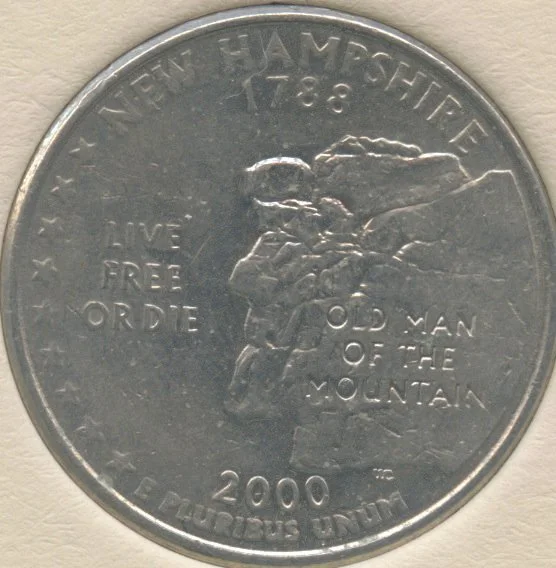 NEW HAMPSHIRE
1788
LIVE
FREE
OR DIE
OLD MAN
OF THE
MOUNTAIN
2000
E PLURIBUS UNUM